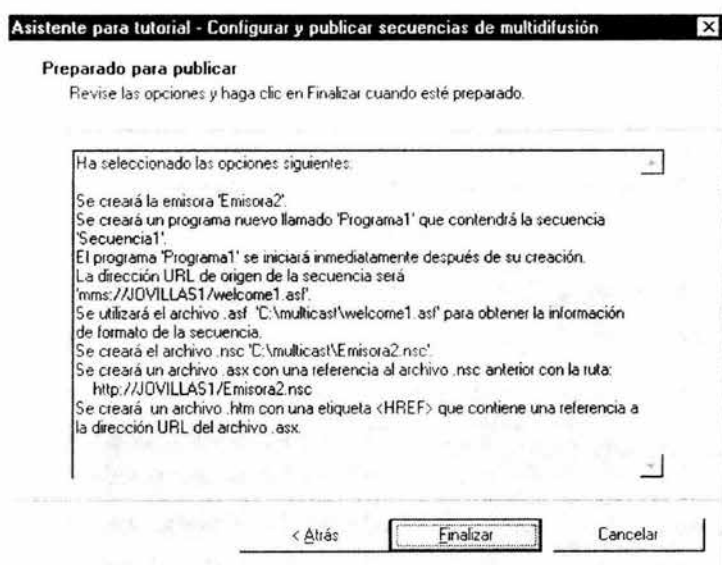 Asistente para tutorial - Configurar y publicar secuencias de multidifusión
Preparado para publicar
Revise las opciones y haga clic en Finalizar cuando esté preparado.
Ha seleccionado las opciones siguientes:
Se creará la emisora 'Emisora2'.
Se creará un programa nuevo llamado 'Programa1' que contendrá la secuencia
'Secuencia1'.
El programa 'Programa1' se iniciará inmediatamente después de su creación.
La dirección URL de origen de la secuencia será
'mms://JOVILLAS1/welcome1.asf'.
Se utilizará el archivo .asf 'C:\multicast\welcome1.asf' para obtener la información
de formato de la secuencia.
Se creará el archivo .nsc 'C:\multicast\Emisora2.nsc'.
Se creará un archivo .asx con una referencia al archivo .nsc anterior con la ruta:
http://JOVILLAS1/Emisora2.nsc
Se creará un archivo .htm con una etiqueta <HREF> que contiene una referencia a
la dirección URL del archivo .asx.
< Atrás Finalizar Cancelar